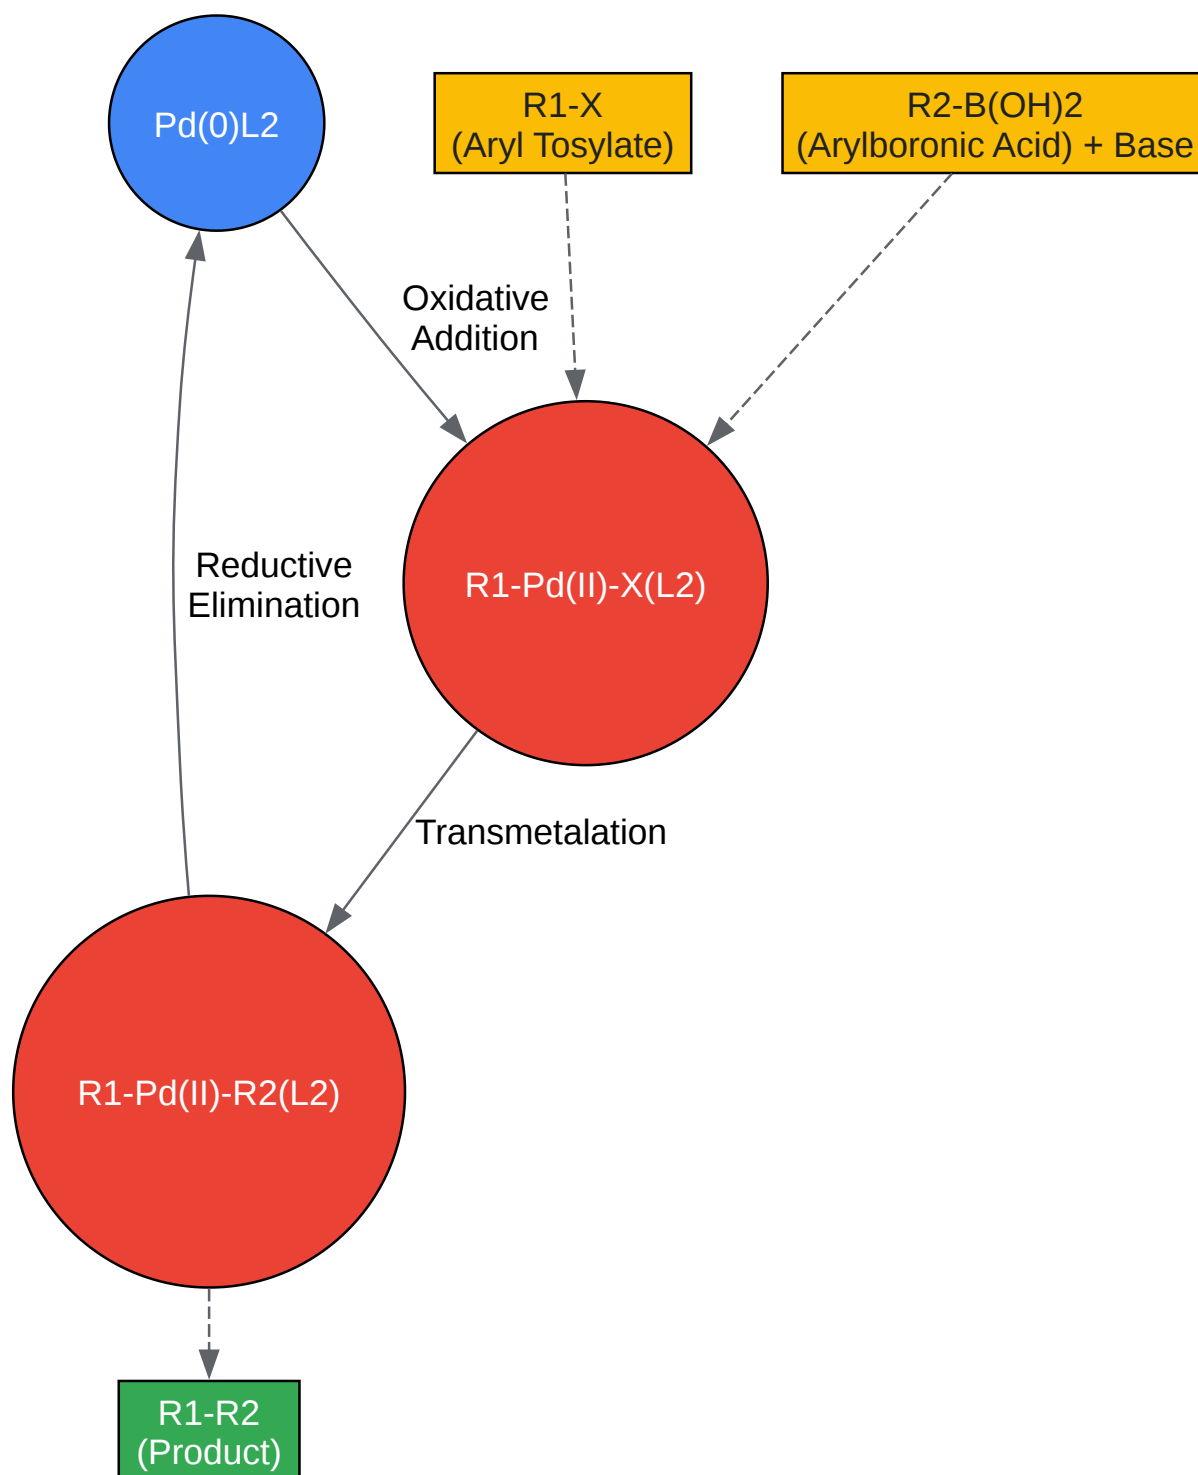 Pd(0)L2
R1-X
(Aryl Tosylate)
R2-B(OH)2
(Arylboronic Acid) + Base
Oxidative
Addition
Reductive
Elimination
R1-Pd(II)-X(L2)
Transmetalation
R1-Pd(II)-R2(L2)
R1-R2
(Product)